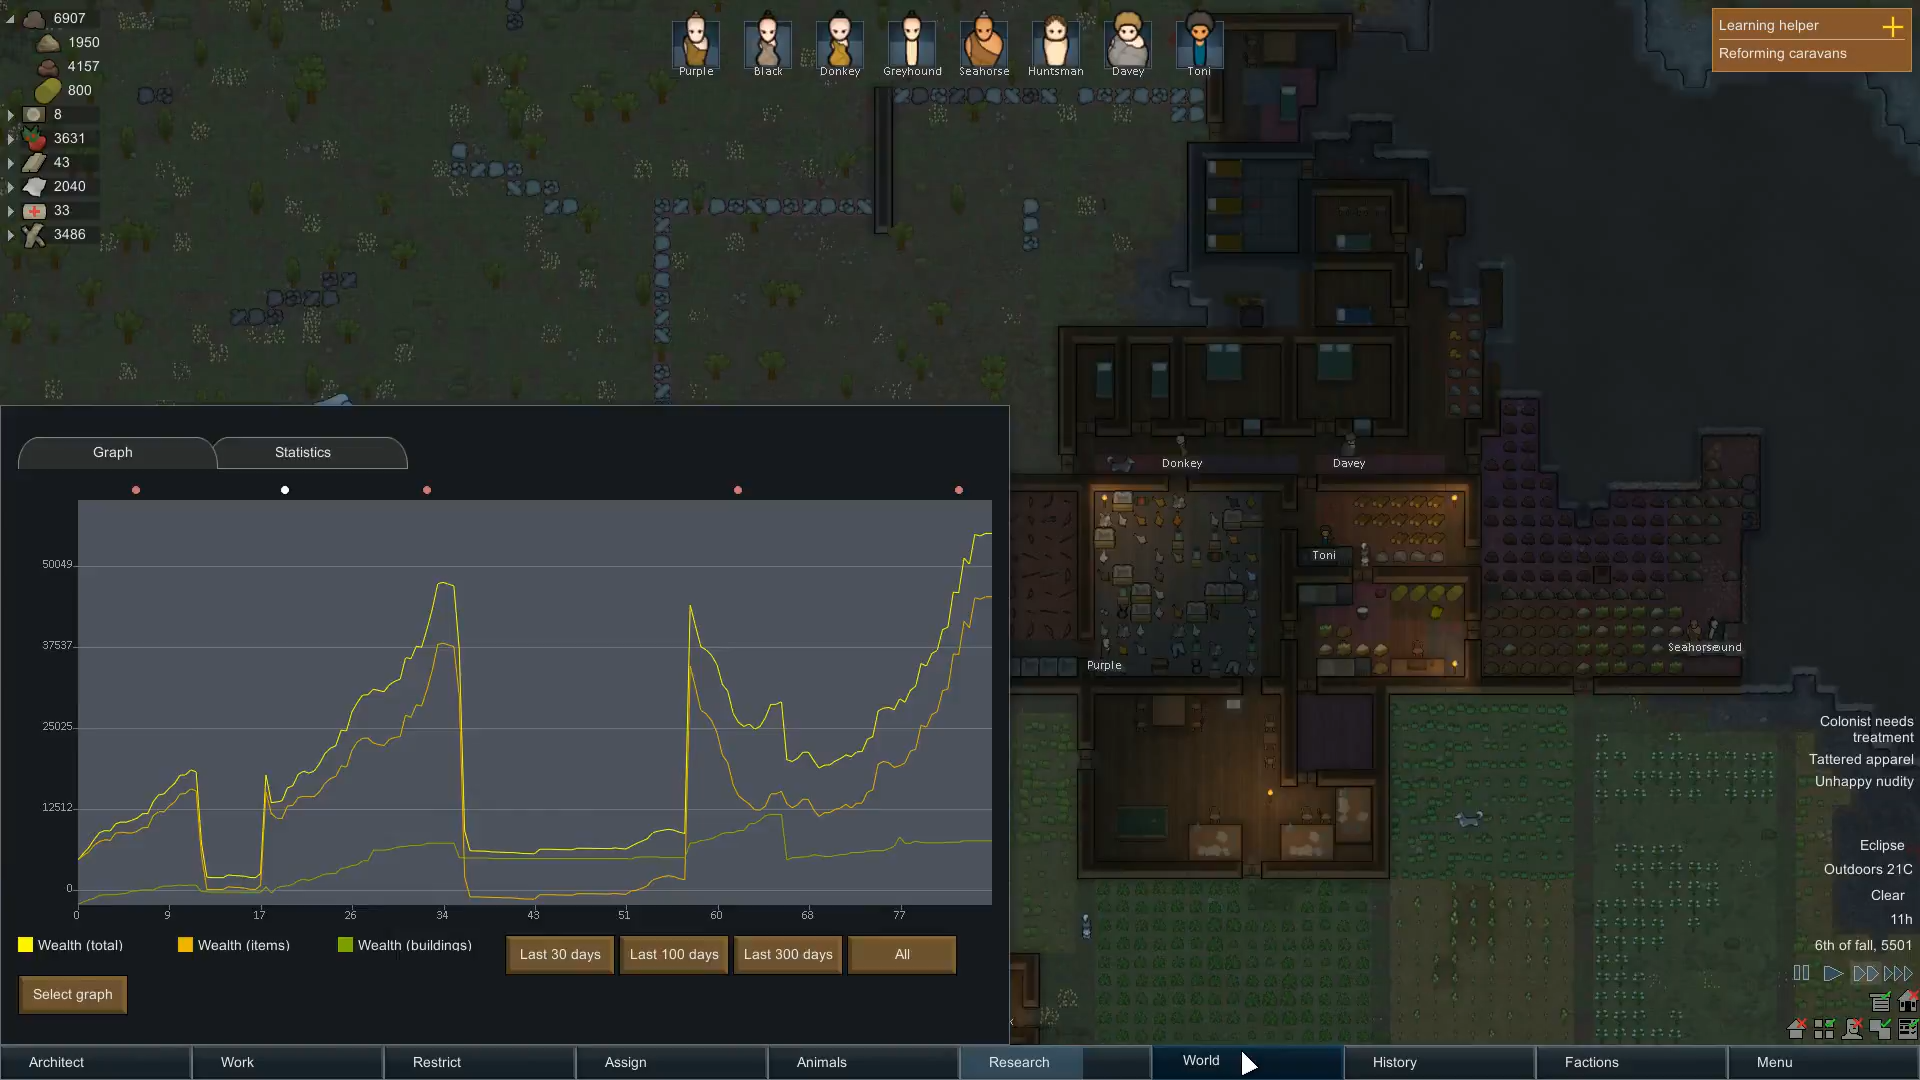 6907
1950
4157
800
8
3631
43
2040
33
3486
Purple
Black
Donkey
Greyhound
Seahorse
Huntsman
Davey
Toni
Learning helper
Reforming caravans
Donkey
Davey
Toni
Purple
Graph
Statistics
50049
37537
25025
12512
0
0
9
17
26
34
43
51
60
68
77
Wealth (total)
Wealth (items)
Wealth (buildings)
Last 30 days
Last 100 days
Last 300 days
All
Select graph
Colonist needs
treatment
Tattered apparel
Unhappy nudity
Eclipse
Outdoors 21C
Clear
11h
6th of fall, 5501
Architect
Work
Restrict
Assign
Animals
Research
World
History
Factions
Menu